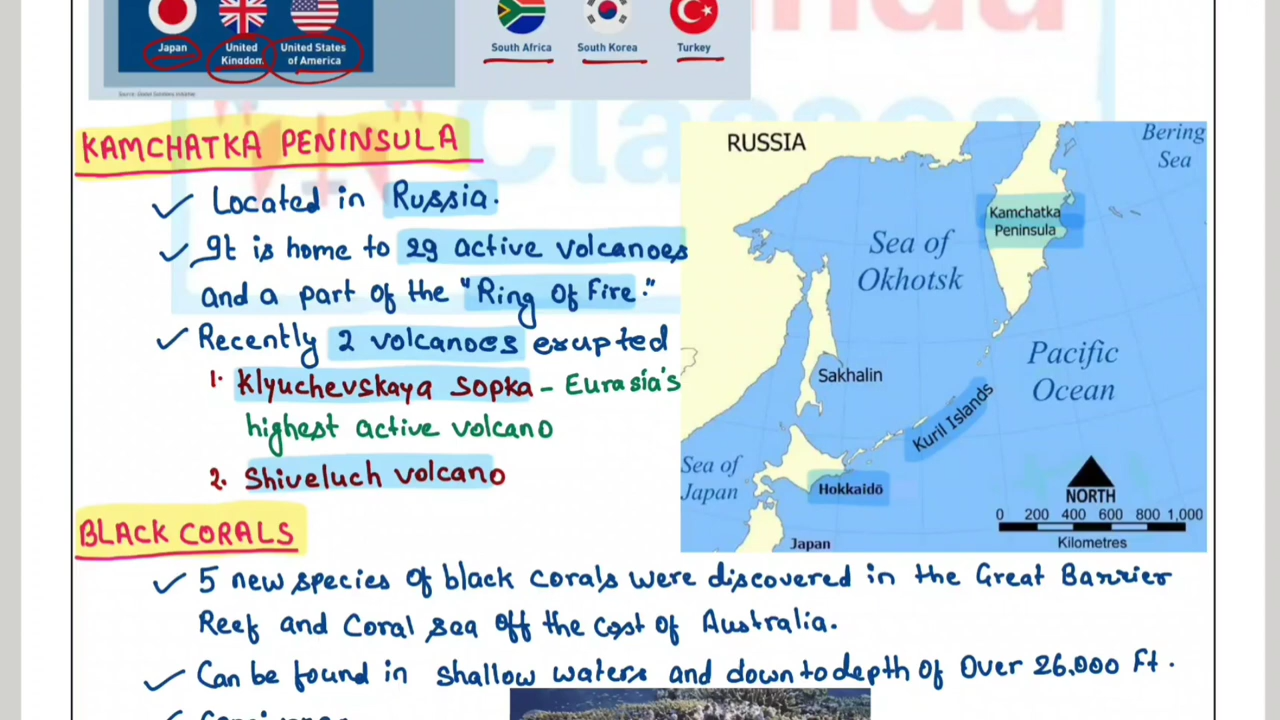 Japan
United
Kingdom
United States
of America
South Africa
South Korea
Turkey
Classes
KAMCHATKA PENINSULA
Located in Russia.
It is home to 29 active volcanoes
and a part of the "Ring Of Fire."
Recently 2 volcanoes erupted
1. Klyuchevskaya Sopka - Eurasia's
highest active volcano
2. Shiveluch volcano
RUSSIA
Bering
Sea
Kamchatka
Peninsula
Sea of
Okhotsk
Pacific
Ocean
Sakhalin
Kuril Islands
Sea of
Japan
Hokkaidō
NORTH
0 200 400 600 800 1,000
Kilometres
Japan
BLACK CORALS
5 new species of black corals were discovered in the Great Barrier
Reef and Coral sea off the cost of Australia.
Can be found in shallow waters and down to depth of Over 26,000 Ft.